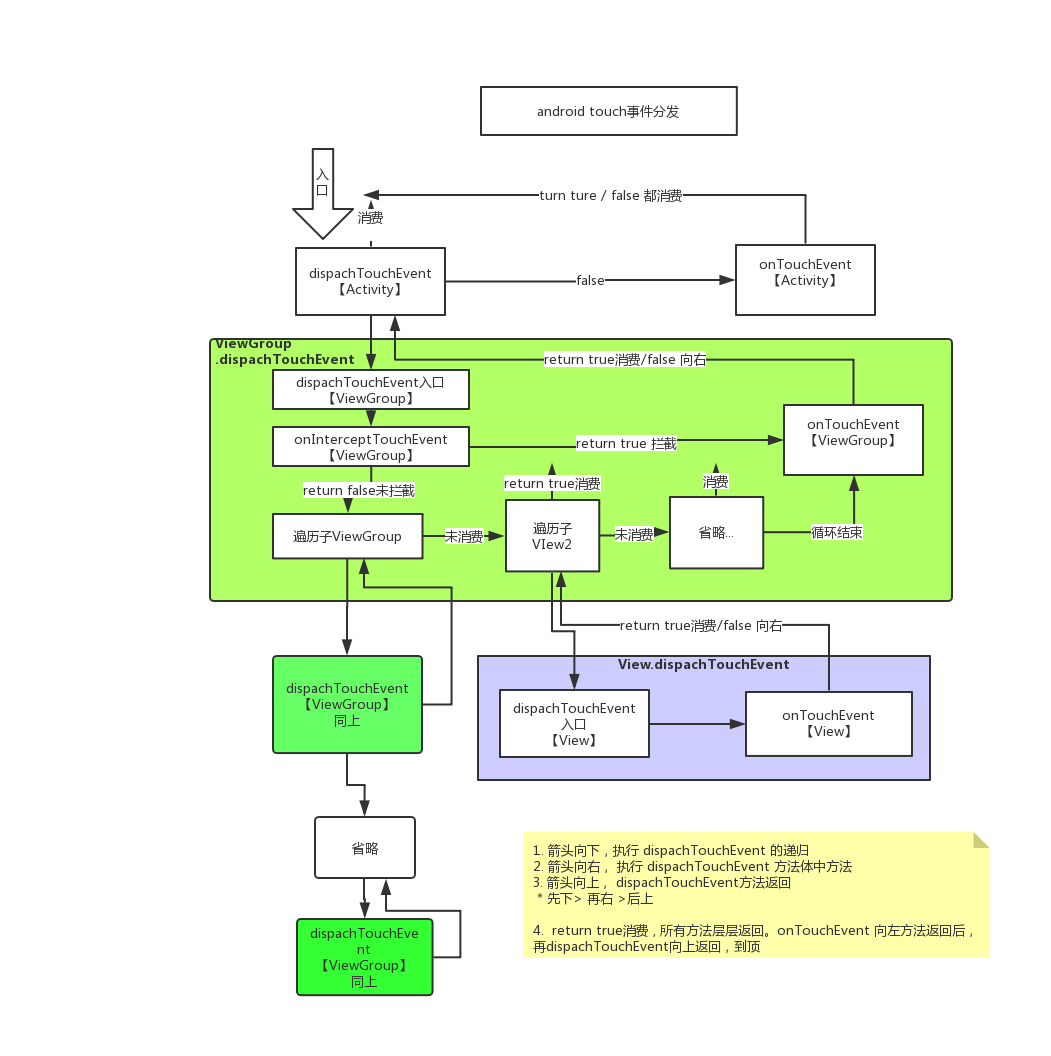 android touch事件分发
入
口
turn ture / false 都消费
消费
dispachTouchEvent
【Activity】
false
onTouchEvent
【Activity】
ViewGroup
.dispachTouchEvent
return true消费/false 向右
dispachTouchEvent入口
【ViewGroup】
onInterceptTouchEvent
【ViewGroup】
return true 拦截
onTouchEvent
【ViewGroup】
return false未拦截
return true消费
消费
遍历子ViewGroup
未消费
遍历子
VIew2
未消费
省略...
循环结束
return true消费/false 向右
dispachTouchEvent
【ViewGroup】
同上
View.dispachTouchEvent
dispachTouchEvent
入口
【View】
onTouchEvent
【View】
省略
dispachTouchEve
nt
【ViewGroup】
同上
1. 箭头向下，执行 dispachTouchEvent 的递归
2. 箭头向右， 执行 dispachTouchEvent 方法体中方法
3. 箭头向上， dispachTouchEvent方法返回
* 先下> 再右 >后上
4. return true消费，所有方法层层返回。onTouchEvent 向左方法返回后，
再dispachTouchEvent向上返回，到顶